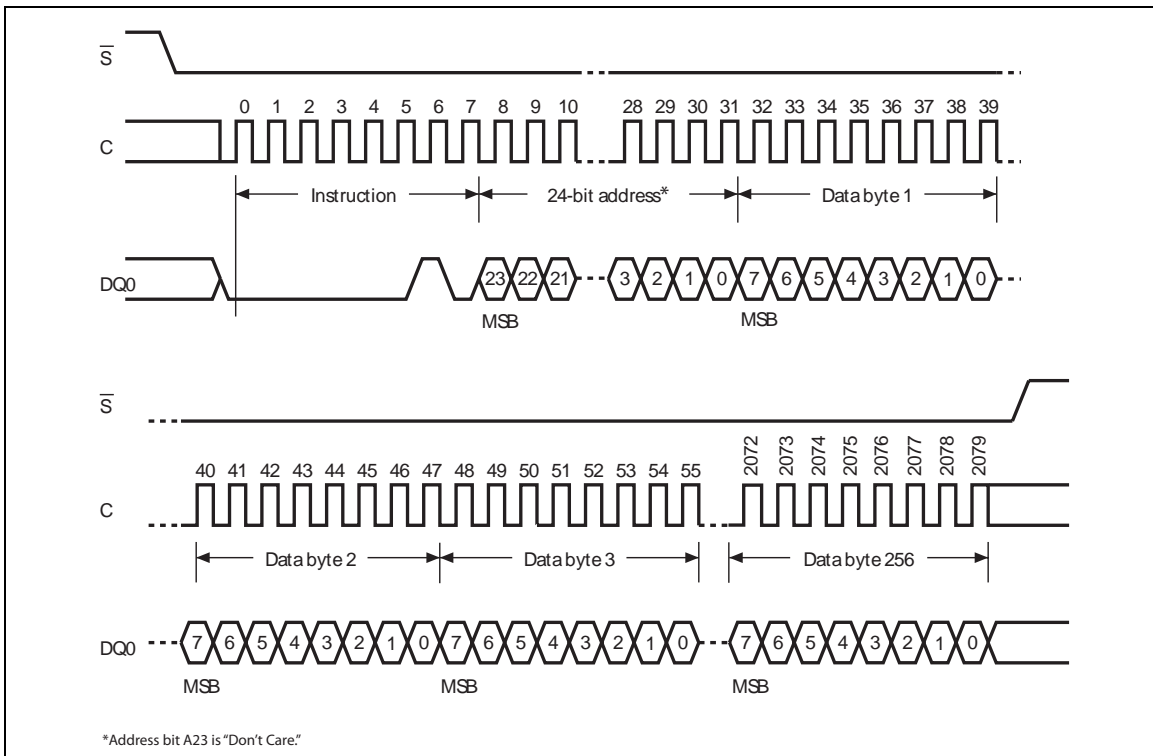 S
0 1 2 3 4 5 6 7 8 9 10 28 29 30 31 32 33 34 35 36 37 38 39
C
Instruction 24-bit address* Data byte 1
DQ0 23 22 21 3 2 1 0 7 6 5 4 3 2 1 0
MSB MSB
S
40 41 42 43 44 45 46 47 48 49 50 51 52 53 54 55 2072 2073 2074 2075 2076 2077 2078 2079
C
Data byte 2 Data byte 3 Data byte 256
DQ0 7 6 5 4 3 2 1 0 7 6 5 4 3 2 1 0 7 6 5 4 3 2 1 0
MSB MSB MSB
*Address bit A23 is “Don’t Care.”